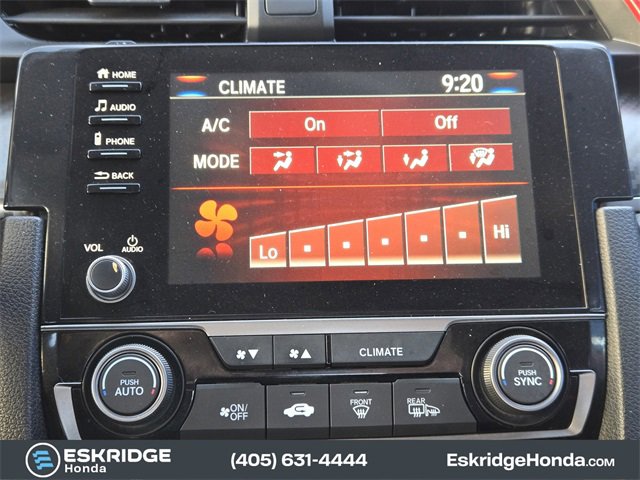 HOME
CLIMATE 9:20
AUDIO
A/C On Off
PHONE
MODE
BACK
VOL AUDIO
Lo Hi
CLIMATE
PUSH AUTO
PUSH SYNC
ON/OFF
FRONT
REAR
ESKRIDGE
Honda
(405) 631-4444
EskridgeHonda.com